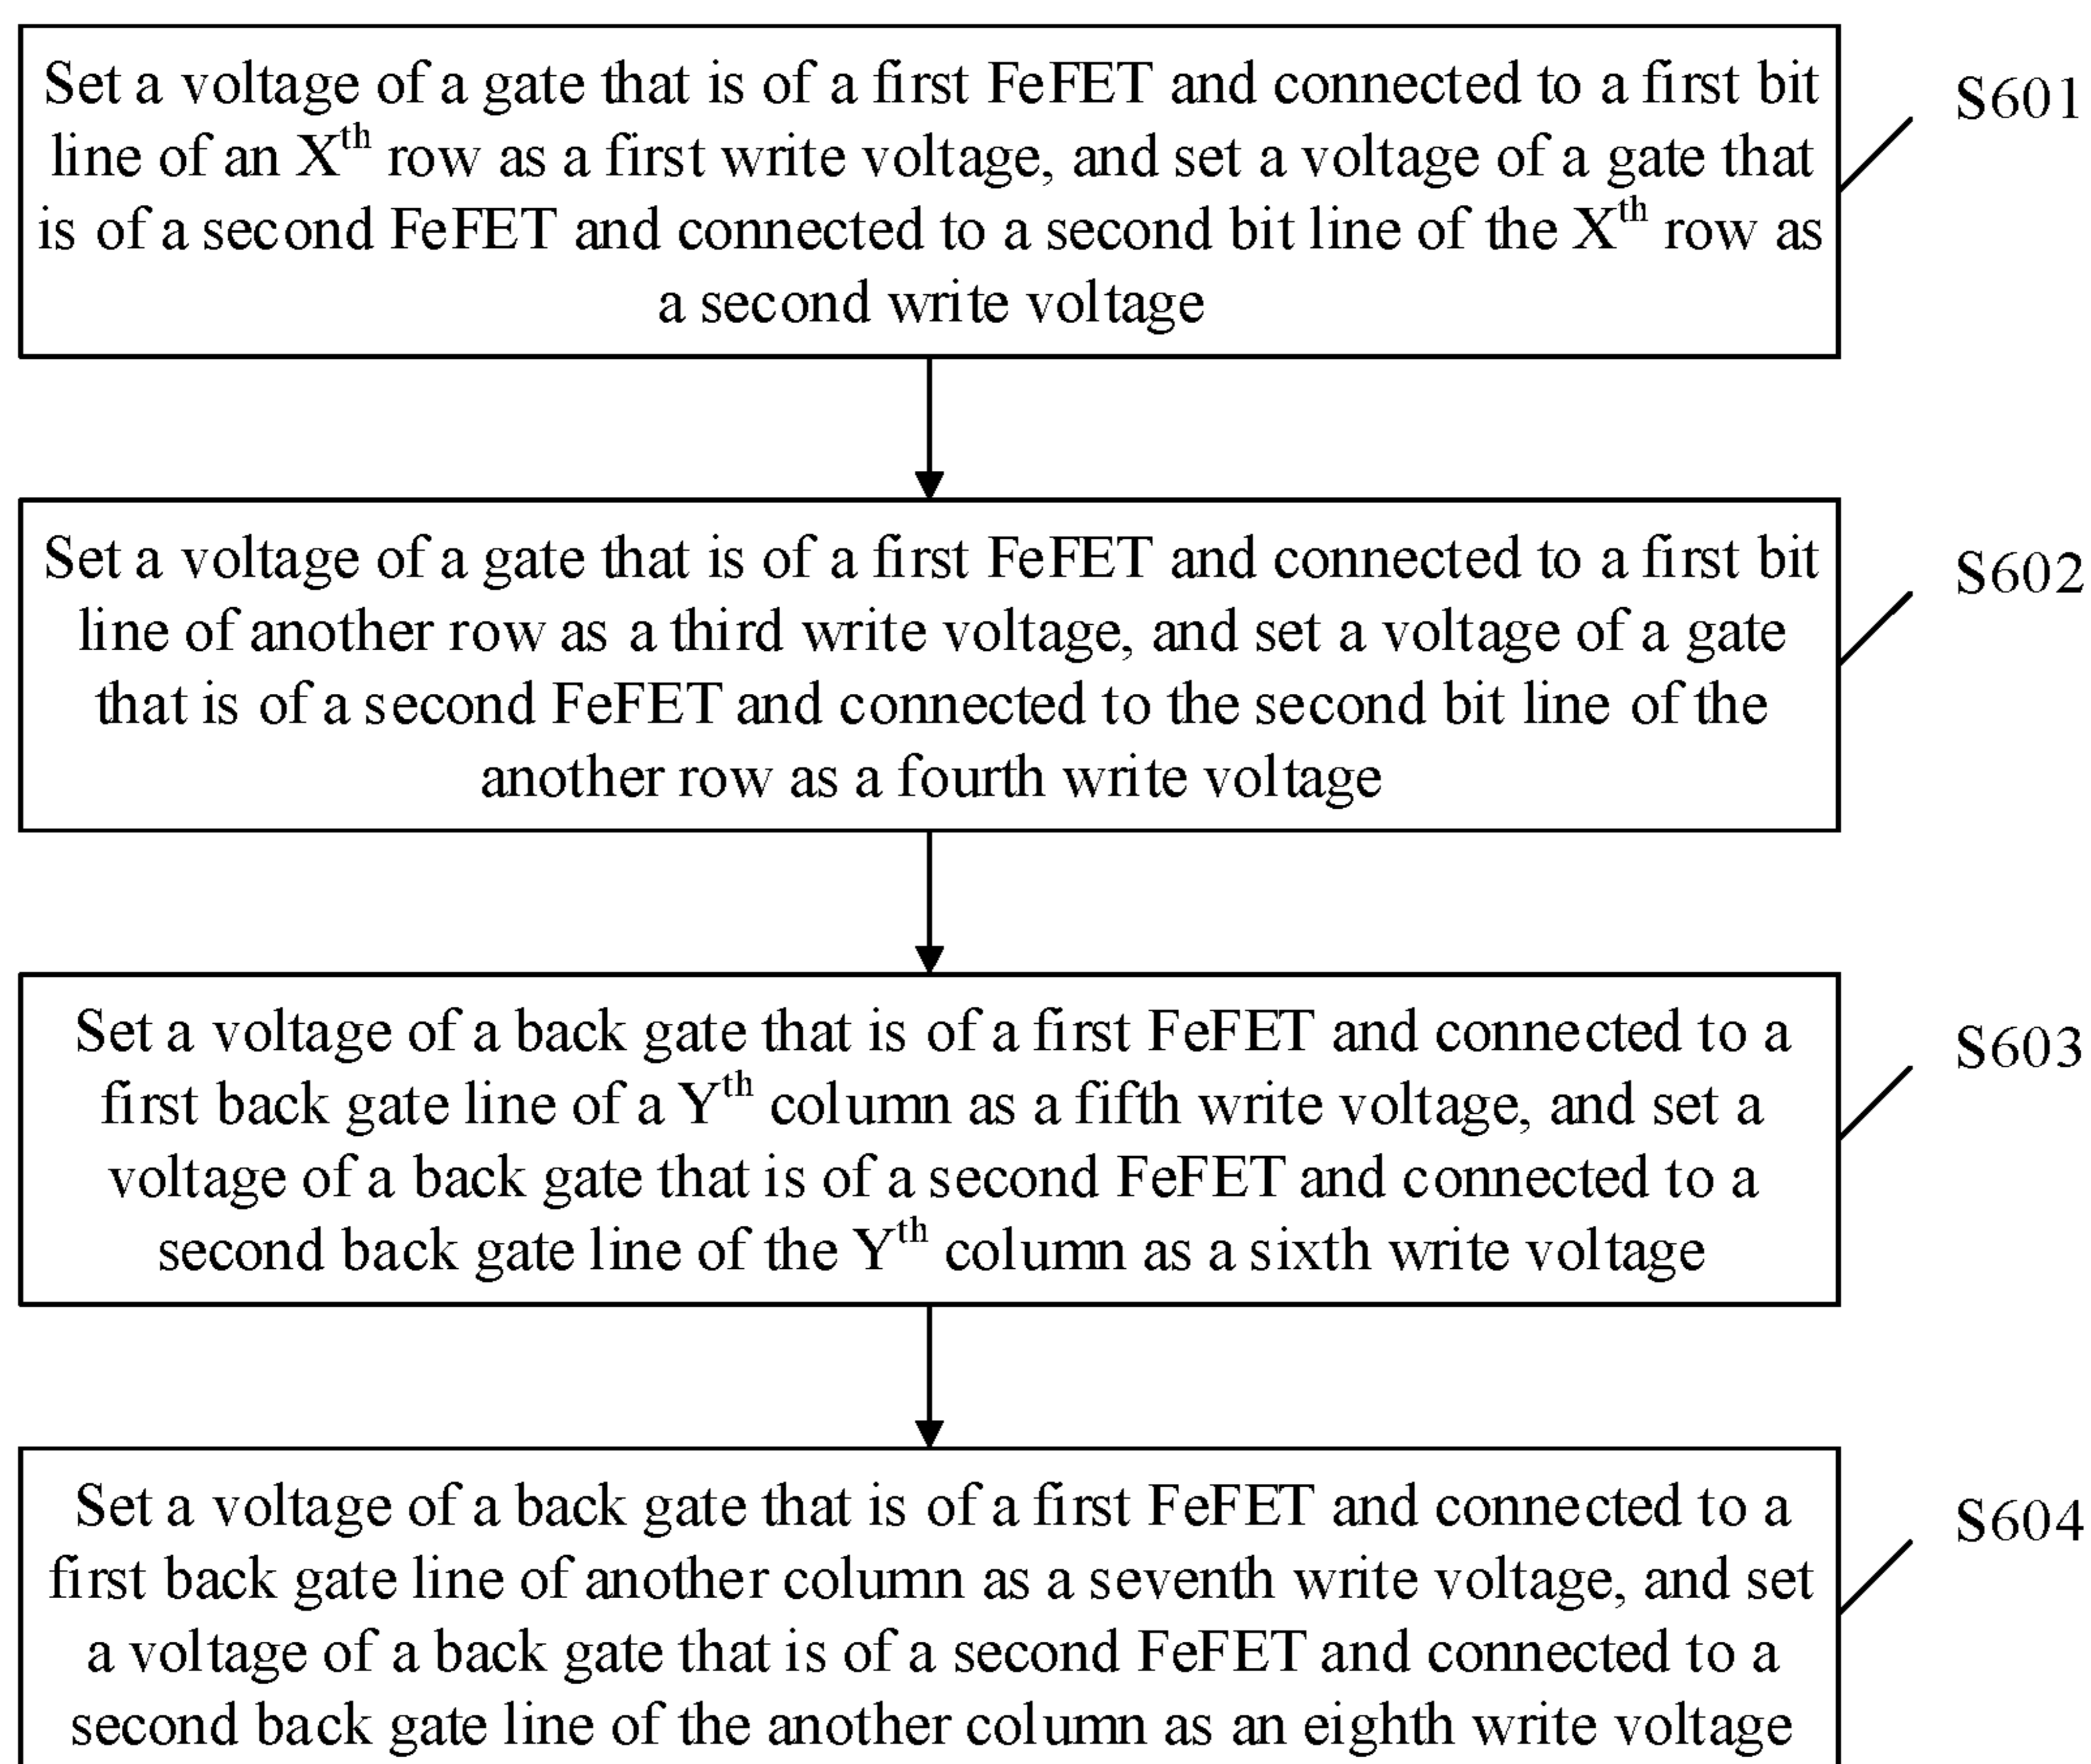 Set a voltage of a gate that is of a first FeFET and connected to a first bit
line of an Xth row as a first write voltage, and set a voltage of a gate that
is of a second FeFET and connected to a second bit line of the Xth row as
a second write voltage
S601
Set a voltage of a gate that is of a first FeFET and connected to a first bit
line of another row as a third write voltage, and set a voltage of a gate
that is of a second FeFET and connected to the second bit line of the
another row as a fourth write voltage
S602
Set a voltage of a back gate that is of a first FeFET and connected to a
first back gate line of a Yth column as a fifth write voltage, and set a
voltage of a back gate that is of a second FeFET and connected to a
second back gate line of the Yth column as a sixth write voltage
S603
Set a voltage of a back gate that is of a first FeFET and connected to a
first back gate line of another column as a seventh write voltage, and set
a voltage of a back gate that is of a second FeFET and connected to a
second back gate line of the another column as an eighth write voltage
S604